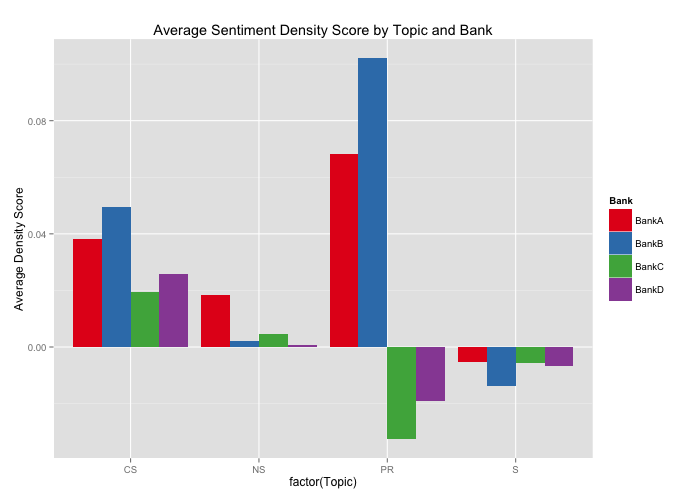 Average Sentiment Density Score by Topic and Bank
Average Density Score
0.08
0.04
0.00
CS
NS
PR
S
factor(Topic)
Bank
BankA
BankB
BankC
BankD